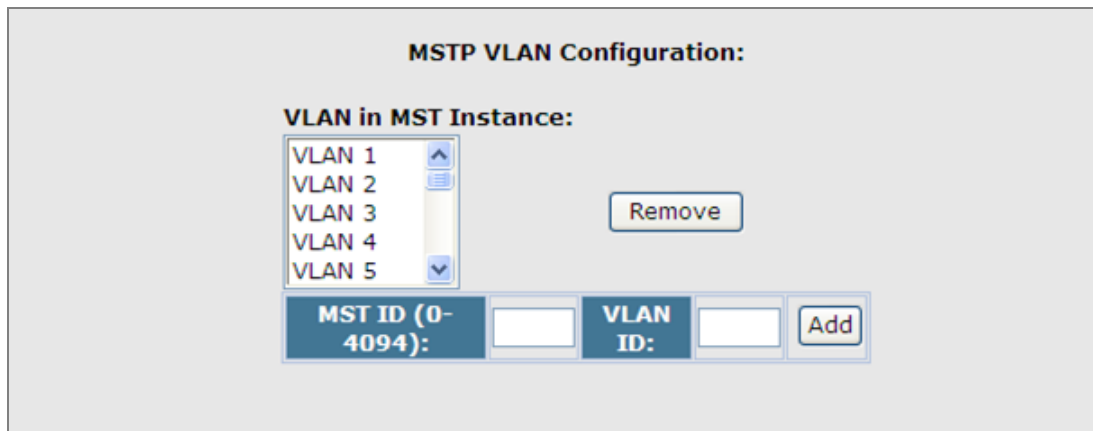 MSTP VLAN Configuration:
VLAN in MST Instance:
VLAN 1
VLAN 2
VLAN 3
VLAN 4
VLAN 5
Remove
MST ID (0-
4094):
VLAN
ID:
Add